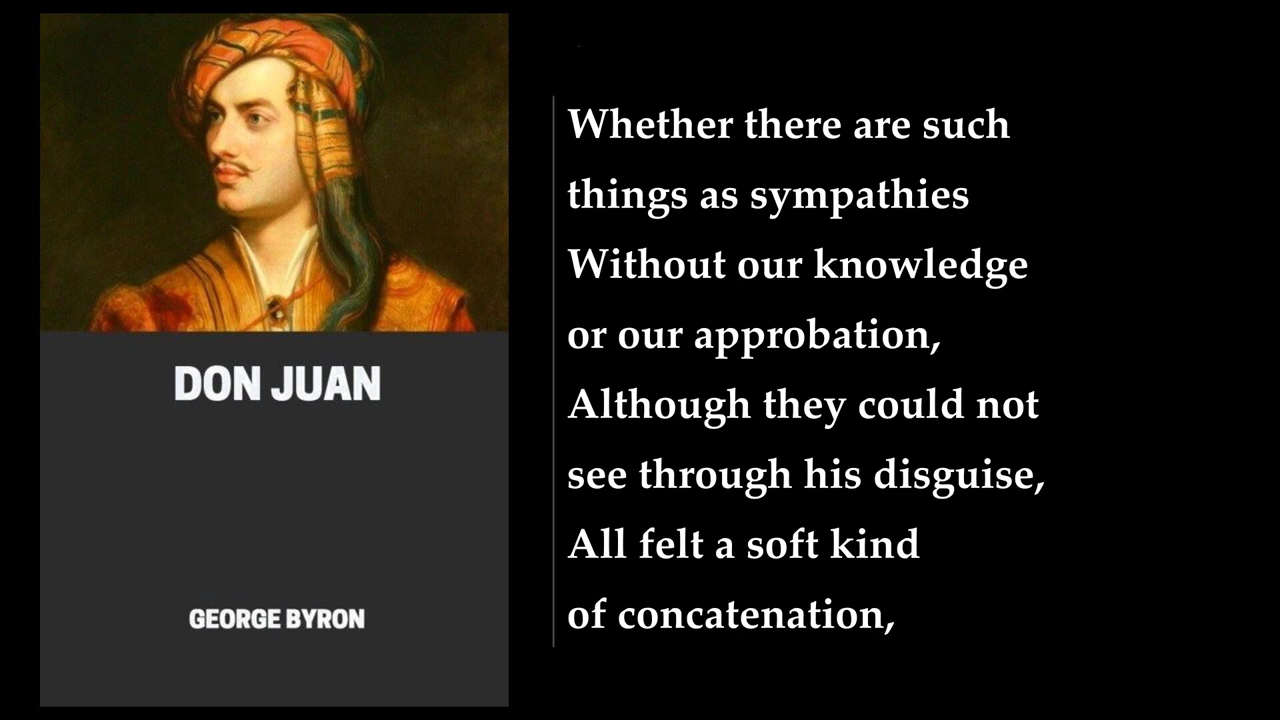 DON JUAN
GEORGE BYRON
Whether there are such
things as sympathies
Without our knowledge
or our approbation,
Although they could not
see through his disguise,
All felt a soft kind
of concatenation,